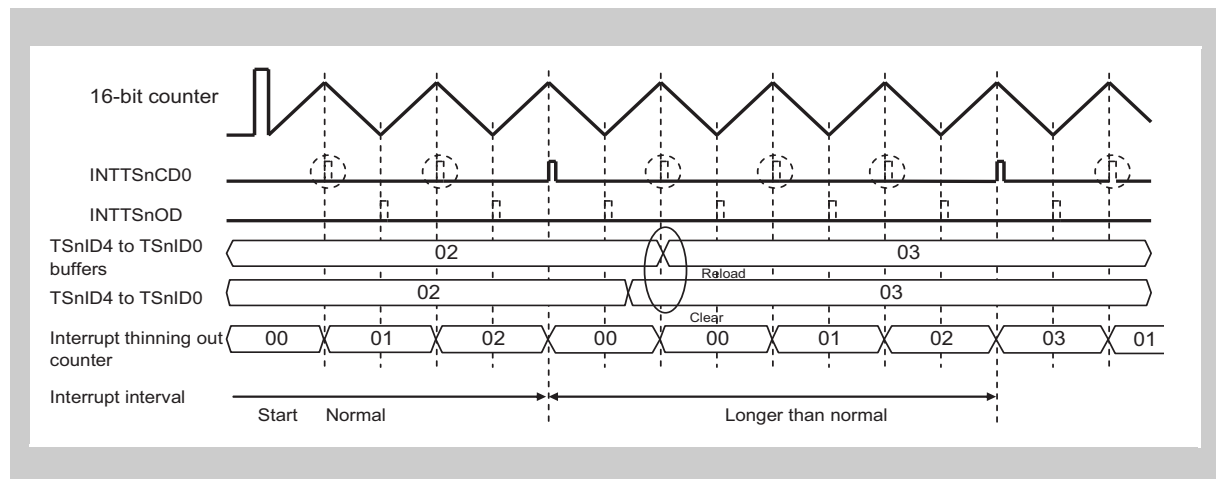 16-bit counter
INTTSnCD0
INTTSnOD
TSnID4 to TSnID0
buffers
02
03
Reload
TSnID4 to TSnID0
02
03
Clear
Interrupt thinning out
counter
00 01 02 00 00 01 02 03 01
Interrupt interval
Start Normal Longer than normal